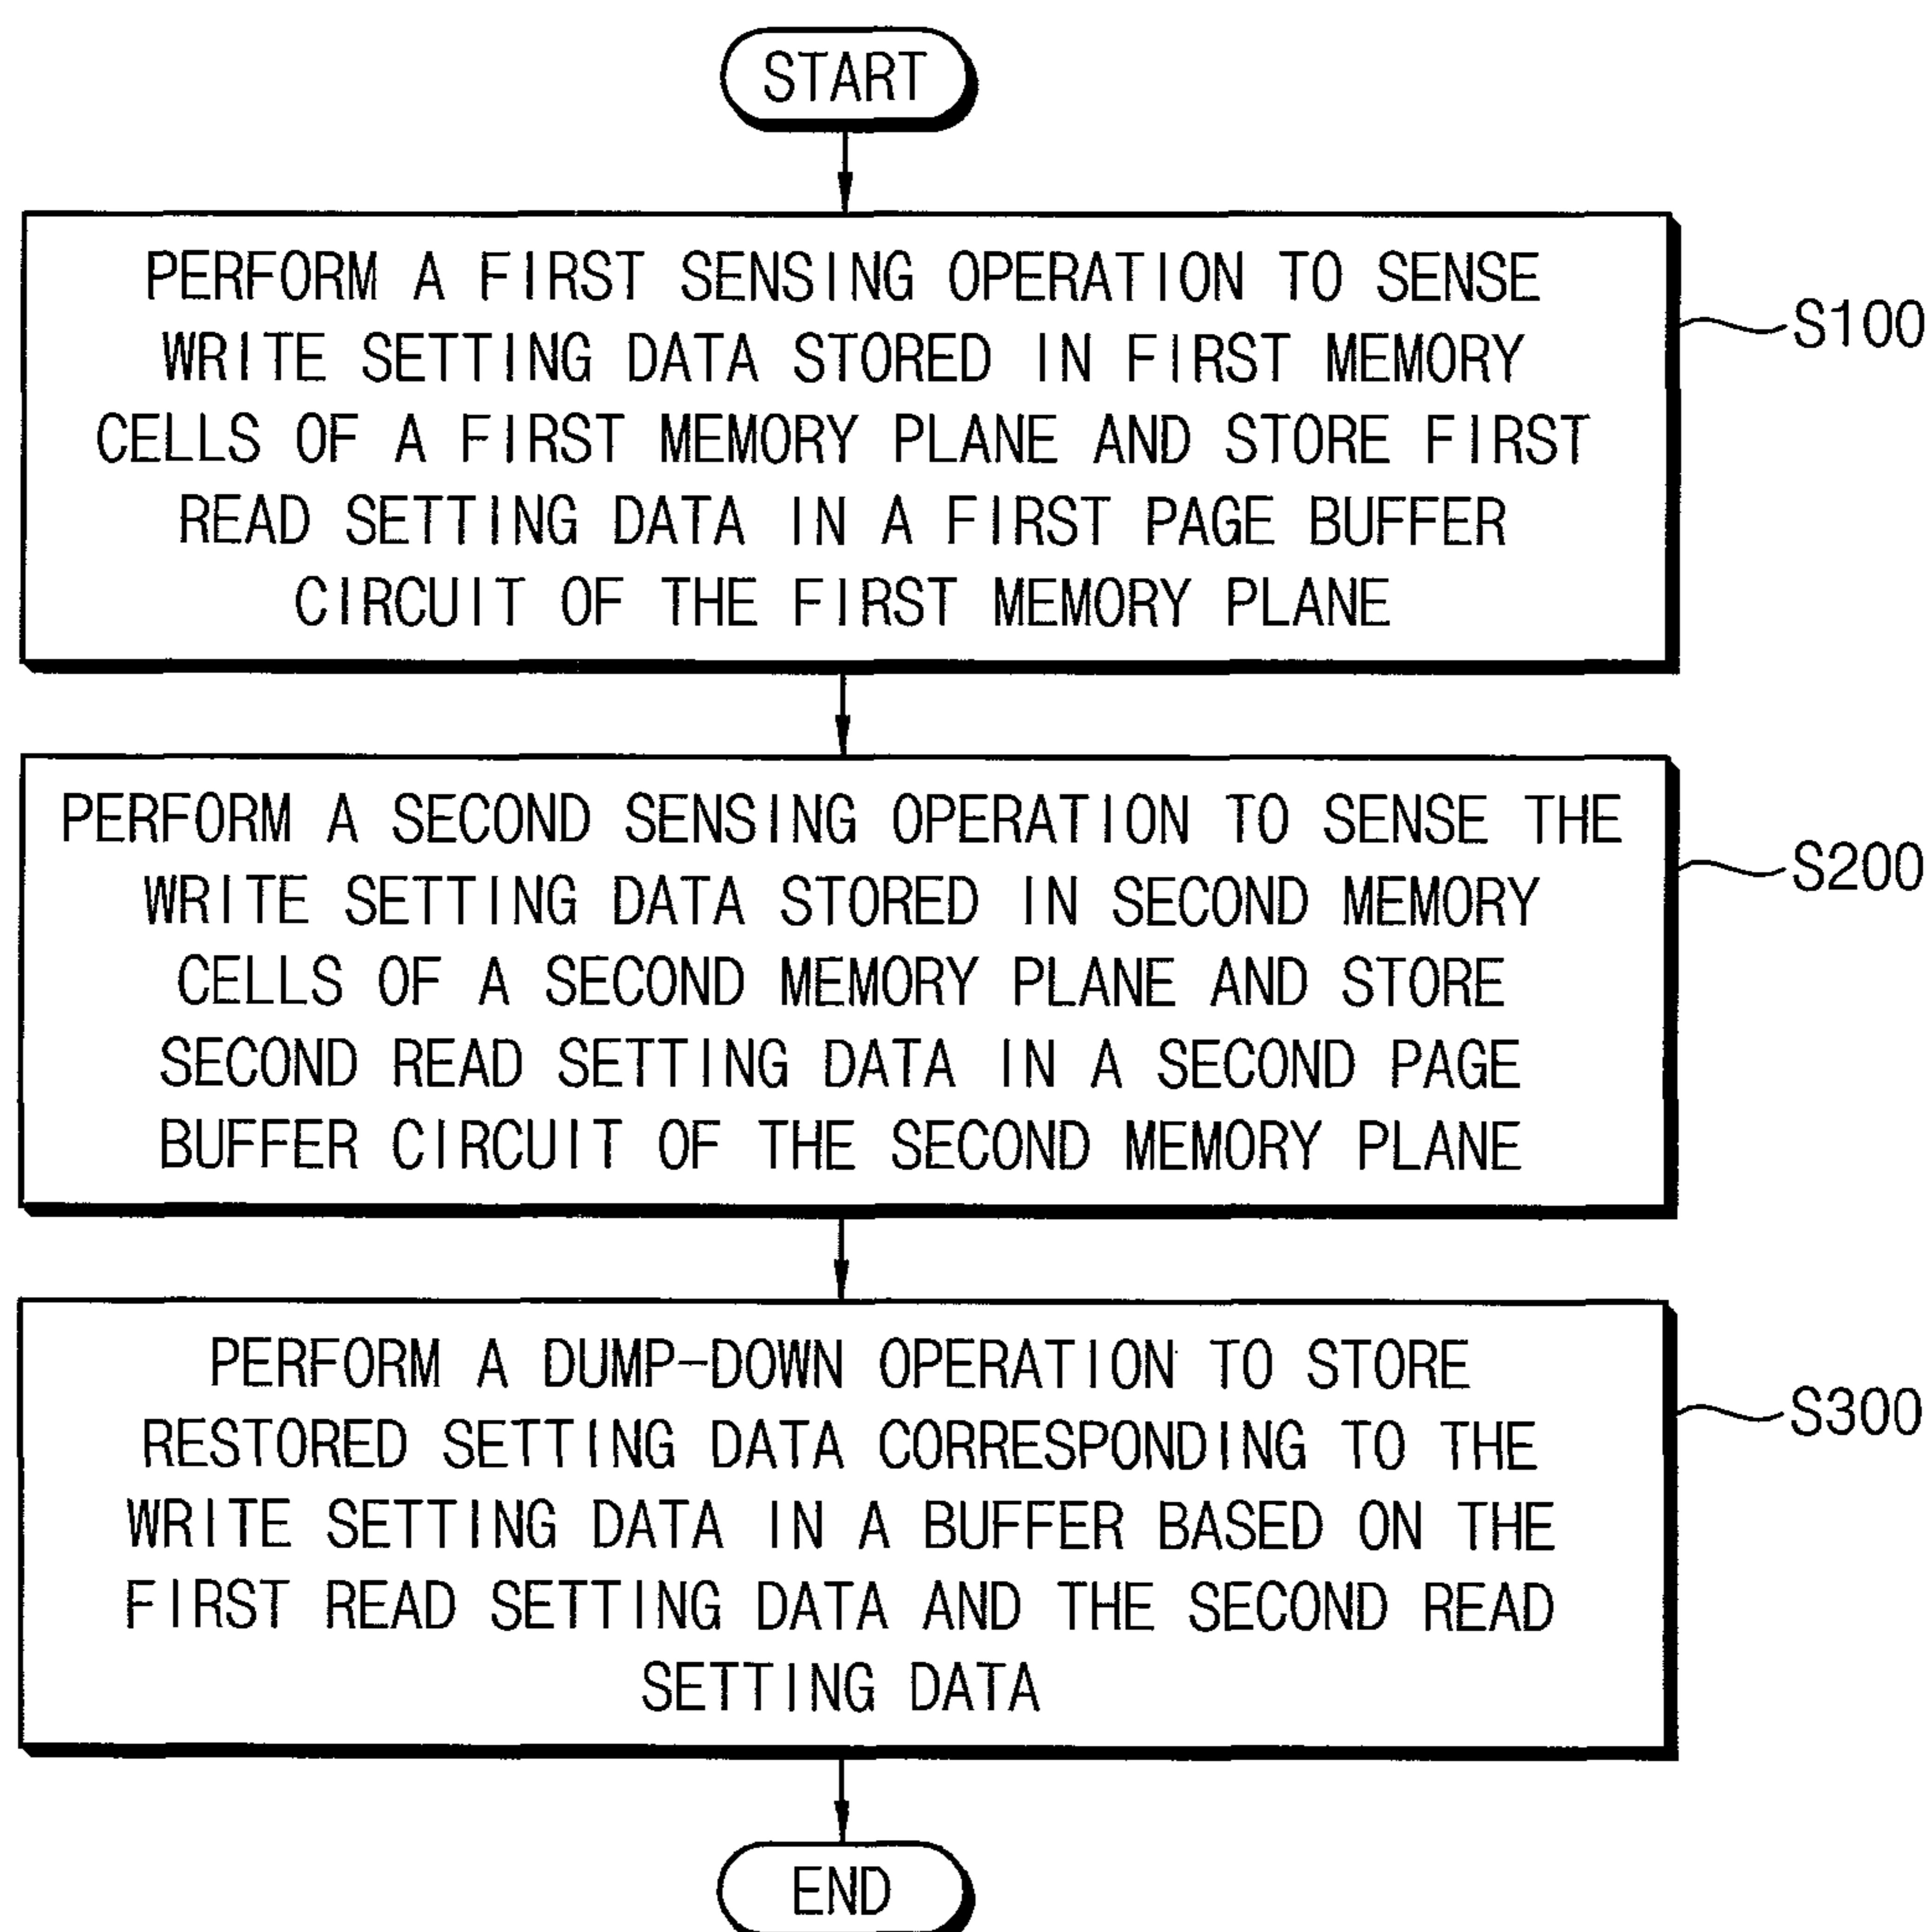 START
PERFORM A FIRST SENSING OPERATION TO SENSE
WRITE SETTING DATA STORED IN FIRST MEMORY
CELLS OF A FIRST MEMORY PLANE AND STORE FIRST
READ SETTING DATA IN A FIRST PAGE BUFFER
CIRCUIT OF THE FIRST MEMORY PLANE
S100
PERFORM A SECOND SENSING OPERATION TO SENSE THE
WRITE SETTING DATA STORED IN SECOND MEMORY
CELLS OF A SECOND MEMORY PLANE AND STORE
SECOND READ SETTING DATA IN A SECOND PAGE
BUFFER CIRCUIT OF THE SECOND MEMORY PLANE
S200
PERFORM A DUMP-DOWN OPERATION TO STORE
RESTORED SETTING DATA CORRESPONDING TO THE
WRITE SETTING DATA IN A BUFFER BASED ON THE
FIRST READ SETTING DATA AND THE SECOND READ
SETTING DATA
S300
END